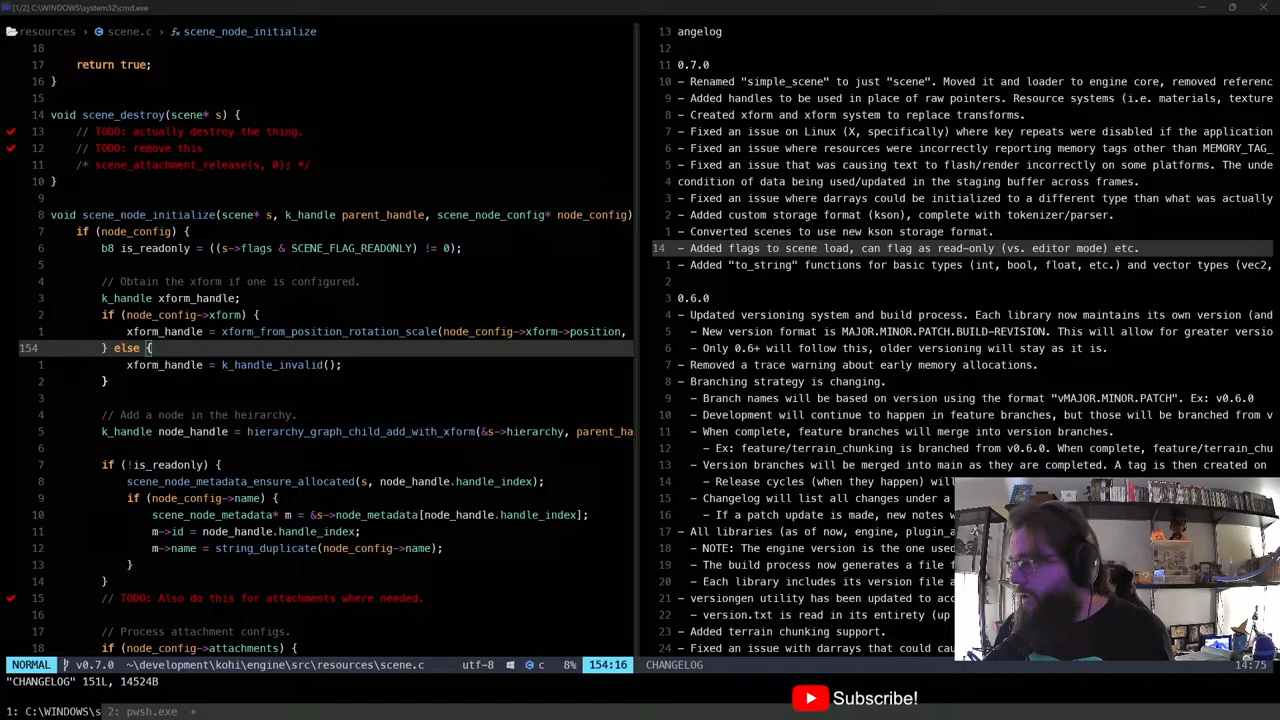 [1/2] C:\WINDOWS\system32\cmd.exe
resources > scene.c > scene_node_initialize
18
17 return true;
16 }
15
14 void scene_destroy(scene* s) {
13 // TODO: actually destroy the thing.
12 // TODO: remove this
11 /* scene_attachment_release(s, 0); */
10 }
9
8 void scene_node_initialize(scene* s, k_handle parent_handle, scene_node_config* node_config)
7 if (node_config) {
6 b8 is_readonly = ((s->flags & SCENE_FLAG_READONLY) != 0);
5
4 // Obtain the xform if one is configured.
3 k_handle xform_handle;
2 if (node_config->xform) {
1 xform_handle = xform_from_position_rotation_scale(node_config->xform->position,
154 } else {
1 xform_handle = k_handle_invalid();
2 }
3
4 // Add a node in the heirarchy.
5 k_handle node_handle = hierarchy_graph_child_add_with_xform(&s->hierarchy, parent_ha
6
7 if (!is_readonly) {
8 scene_node_metadata_ensure_allocated(s, node_handle.handle_index);
9 if (node_config->name) {
10 scene_node_metadata* m = &s->node_metadata[node_handle.handle_index];
11 m->id = node_handle.handle_index;
12 m->name = string_duplicate(node_config->name);
13 }
14 }
15 // TODO: Also do this for attachments where needed.
16
17 // Process attachment configs.
18 if (node_config->attachments) {
NORMAL v0.7.0 ~\development\kohi\engine\src\resources\scene.c utf-8 c 8% 154:16
13 angelog
12
11 0.7.0
10 - Renamed "simple_scene" to just "scene". Moved it and loader to engine core, removed referenc
9 - Added handles to be used in place of raw pointers. Resource systems (i.e. materials, texture
8 - Created xform and xform system to replace transforms.
7 - Fixed an issue on Linux (X, specifically) where key repeats were disabled if the application
6 - Fixed an issue where resources were incorrectly reporting memory tags other than MEMORY_TAG_
5 - Fixed an issue that was causing text to flash/render incorrectly on some platforms. The unde
4 condition of data being used/updated in the staging buffer across frames.
3 - Fixed an issue where darrays could be initialized to a different type than what was actually
2 - Added custom storage format (kson), complete with tokenizer/parser.
1 - Converted scenes to use new kson storage format.
14 - Added flags to scene load, can flag as read-only (vs. editor mode) etc.
1 - Added "to_string" functions for basic types (int, bool, float, etc.) and vector types (vec2,
2
3 0.6.0
4 - Updated versioning system and build process. Each library now maintains its own version (and
5 - New version format is MAJOR.MINOR.PATCH.BUILD-REVISION. This will allow for greater versio
6 - Only 0.6+ will follow this, older versioning will stay as it is.
7 - Removed a trace warning about early memory allocations.
8 - Branching strategy is changing.
9 - Branch names will be based on version using the format "vMAJOR.MINOR.PATCH". Ex: v0.6.0
10 - Development will continue to happen in feature branches, but those will be branched from v
11 - When complete, feature branches will merge into version branches.
12 - Ex: feature/terrain_chunking is branched from v0.6.0. When complete, feature/terrain_chu
13 - Version branches will be merged into main as they are completed. A tag is then created on
14 - Release cycles (when they happen) wil
15 - Changelog will list all changes under a
16 - If a patch update is made, new notes w
17 - All libraries (as of now, engine, plugin_a
18 - NOTE: The engine version is the one used
19 - The build process now generates a file f
20 - Each library includes its version file a
21 - versiongen utility has been updated to acc
22 - version.txt is read in its entirety (up
23 - Added terrain chunking support.
24 - Fixed an issue with darrays that could cau
CHANGELOG 14:75
"CHANGELOG" 151L, 14524B
Subscribe!
1: C:\WINDOWS\s 2: pwsh.exe +